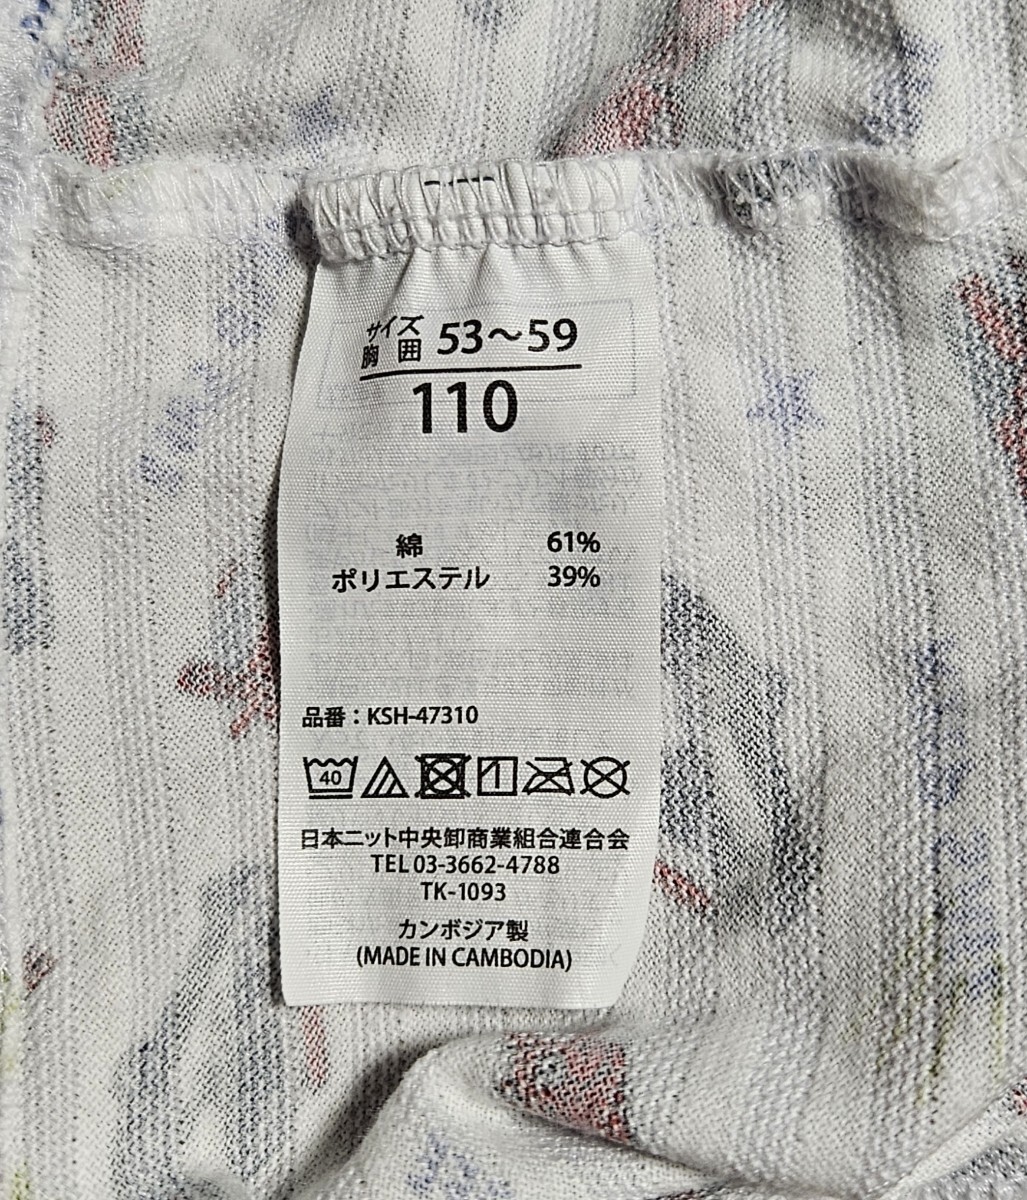 サイズ
胸囲 53～59
110
綿 61%
ポリエステル 39%
品番：KSH-47310
40
日本ニット中央卸商業組合連合会
TEL 03-3662-4788
TK-1093
カンボジア製
(MADE IN CAMBODIA)